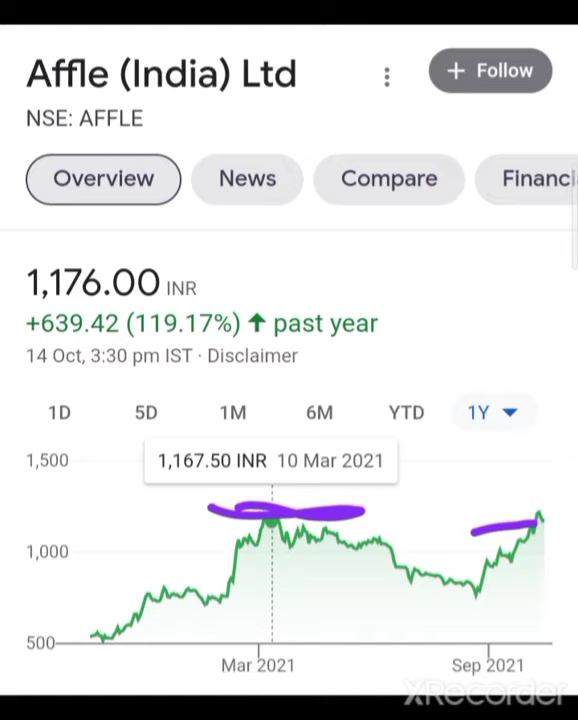 Affle (India) Ltd
+ Follow
NSE: AFFLE
Overview News Compare
1,176.00 INR
+639.42 (119.17%) ↑ past year
14 Oct, 3:30 pm IST · Disclaimer
1D 5D 1M 6M YTD 1Y
1,500
1,167.50 INR 10 Mar 2021
1,000
500
Mar 2021 Sep 2021
XRecorder